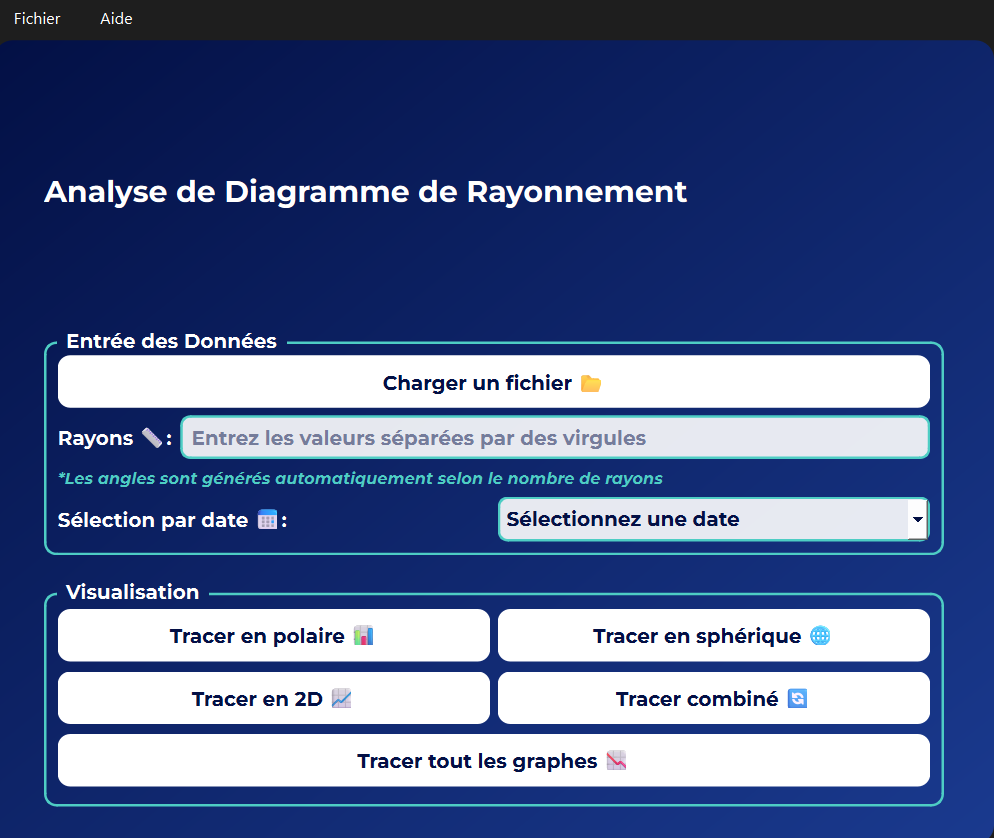 Fichier Aide
Analyse de Diagramme de Rayonnement
Entrée des Données
Charger un fichier 📁
Rayons 📏 : Entrez les valeurs séparées par des virgules
*Les angles sont générés automatiquement selon le nombre de rayons
Sélection par date 📅 : Sélectionnez une date
Visualisation
Tracer en polaire 📊 Tracer en sphérique 🌐
Tracer en 2D 📈 Tracer combiné 🔄
Tracer tout les graphes 📉